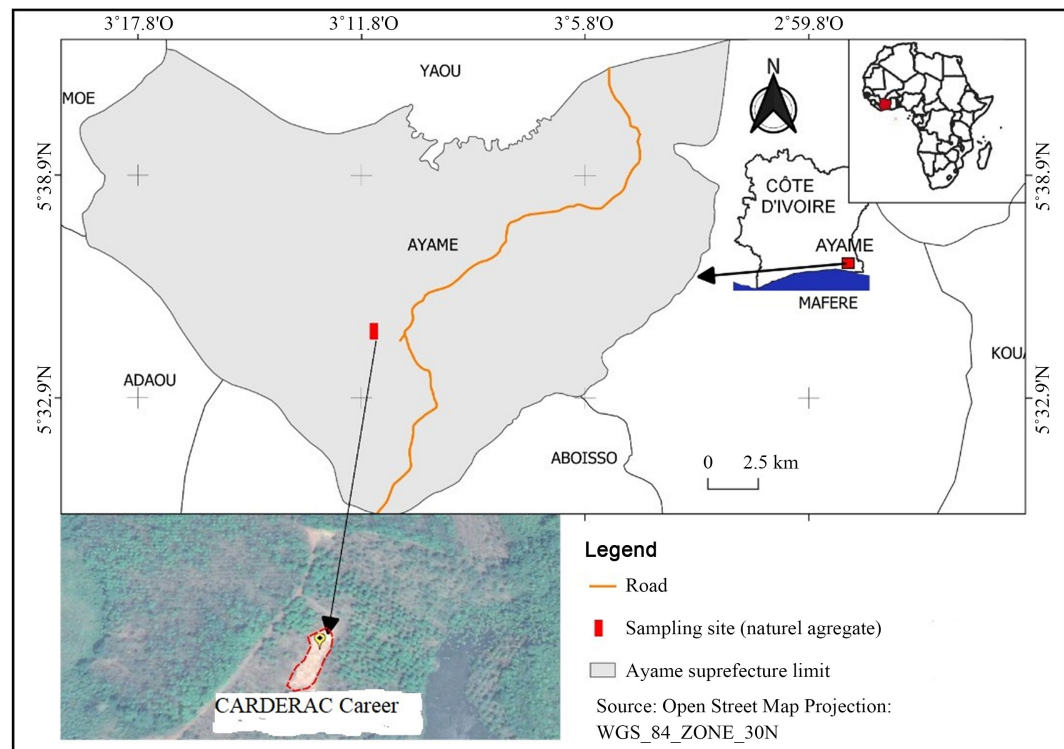 3°17.8'O
3°11.8'O
3°5.8'O
2°59.8'O
YAOU
MOE
N
5°38.9'N
5°38.9'N
CÔTE
D'IVOIRE
AYAME
AYAME
MAFERE
KOUA
ADAOU
5°32.9'N
5°32.9'N
ABOISSO
0 2.5 km
Legend
Road
Sampling site (naturel agregate)
Ayame suprefecture limit
Source: Open Street Map Projection:
WGS_84_ZONE_30N
CARDERAC Career